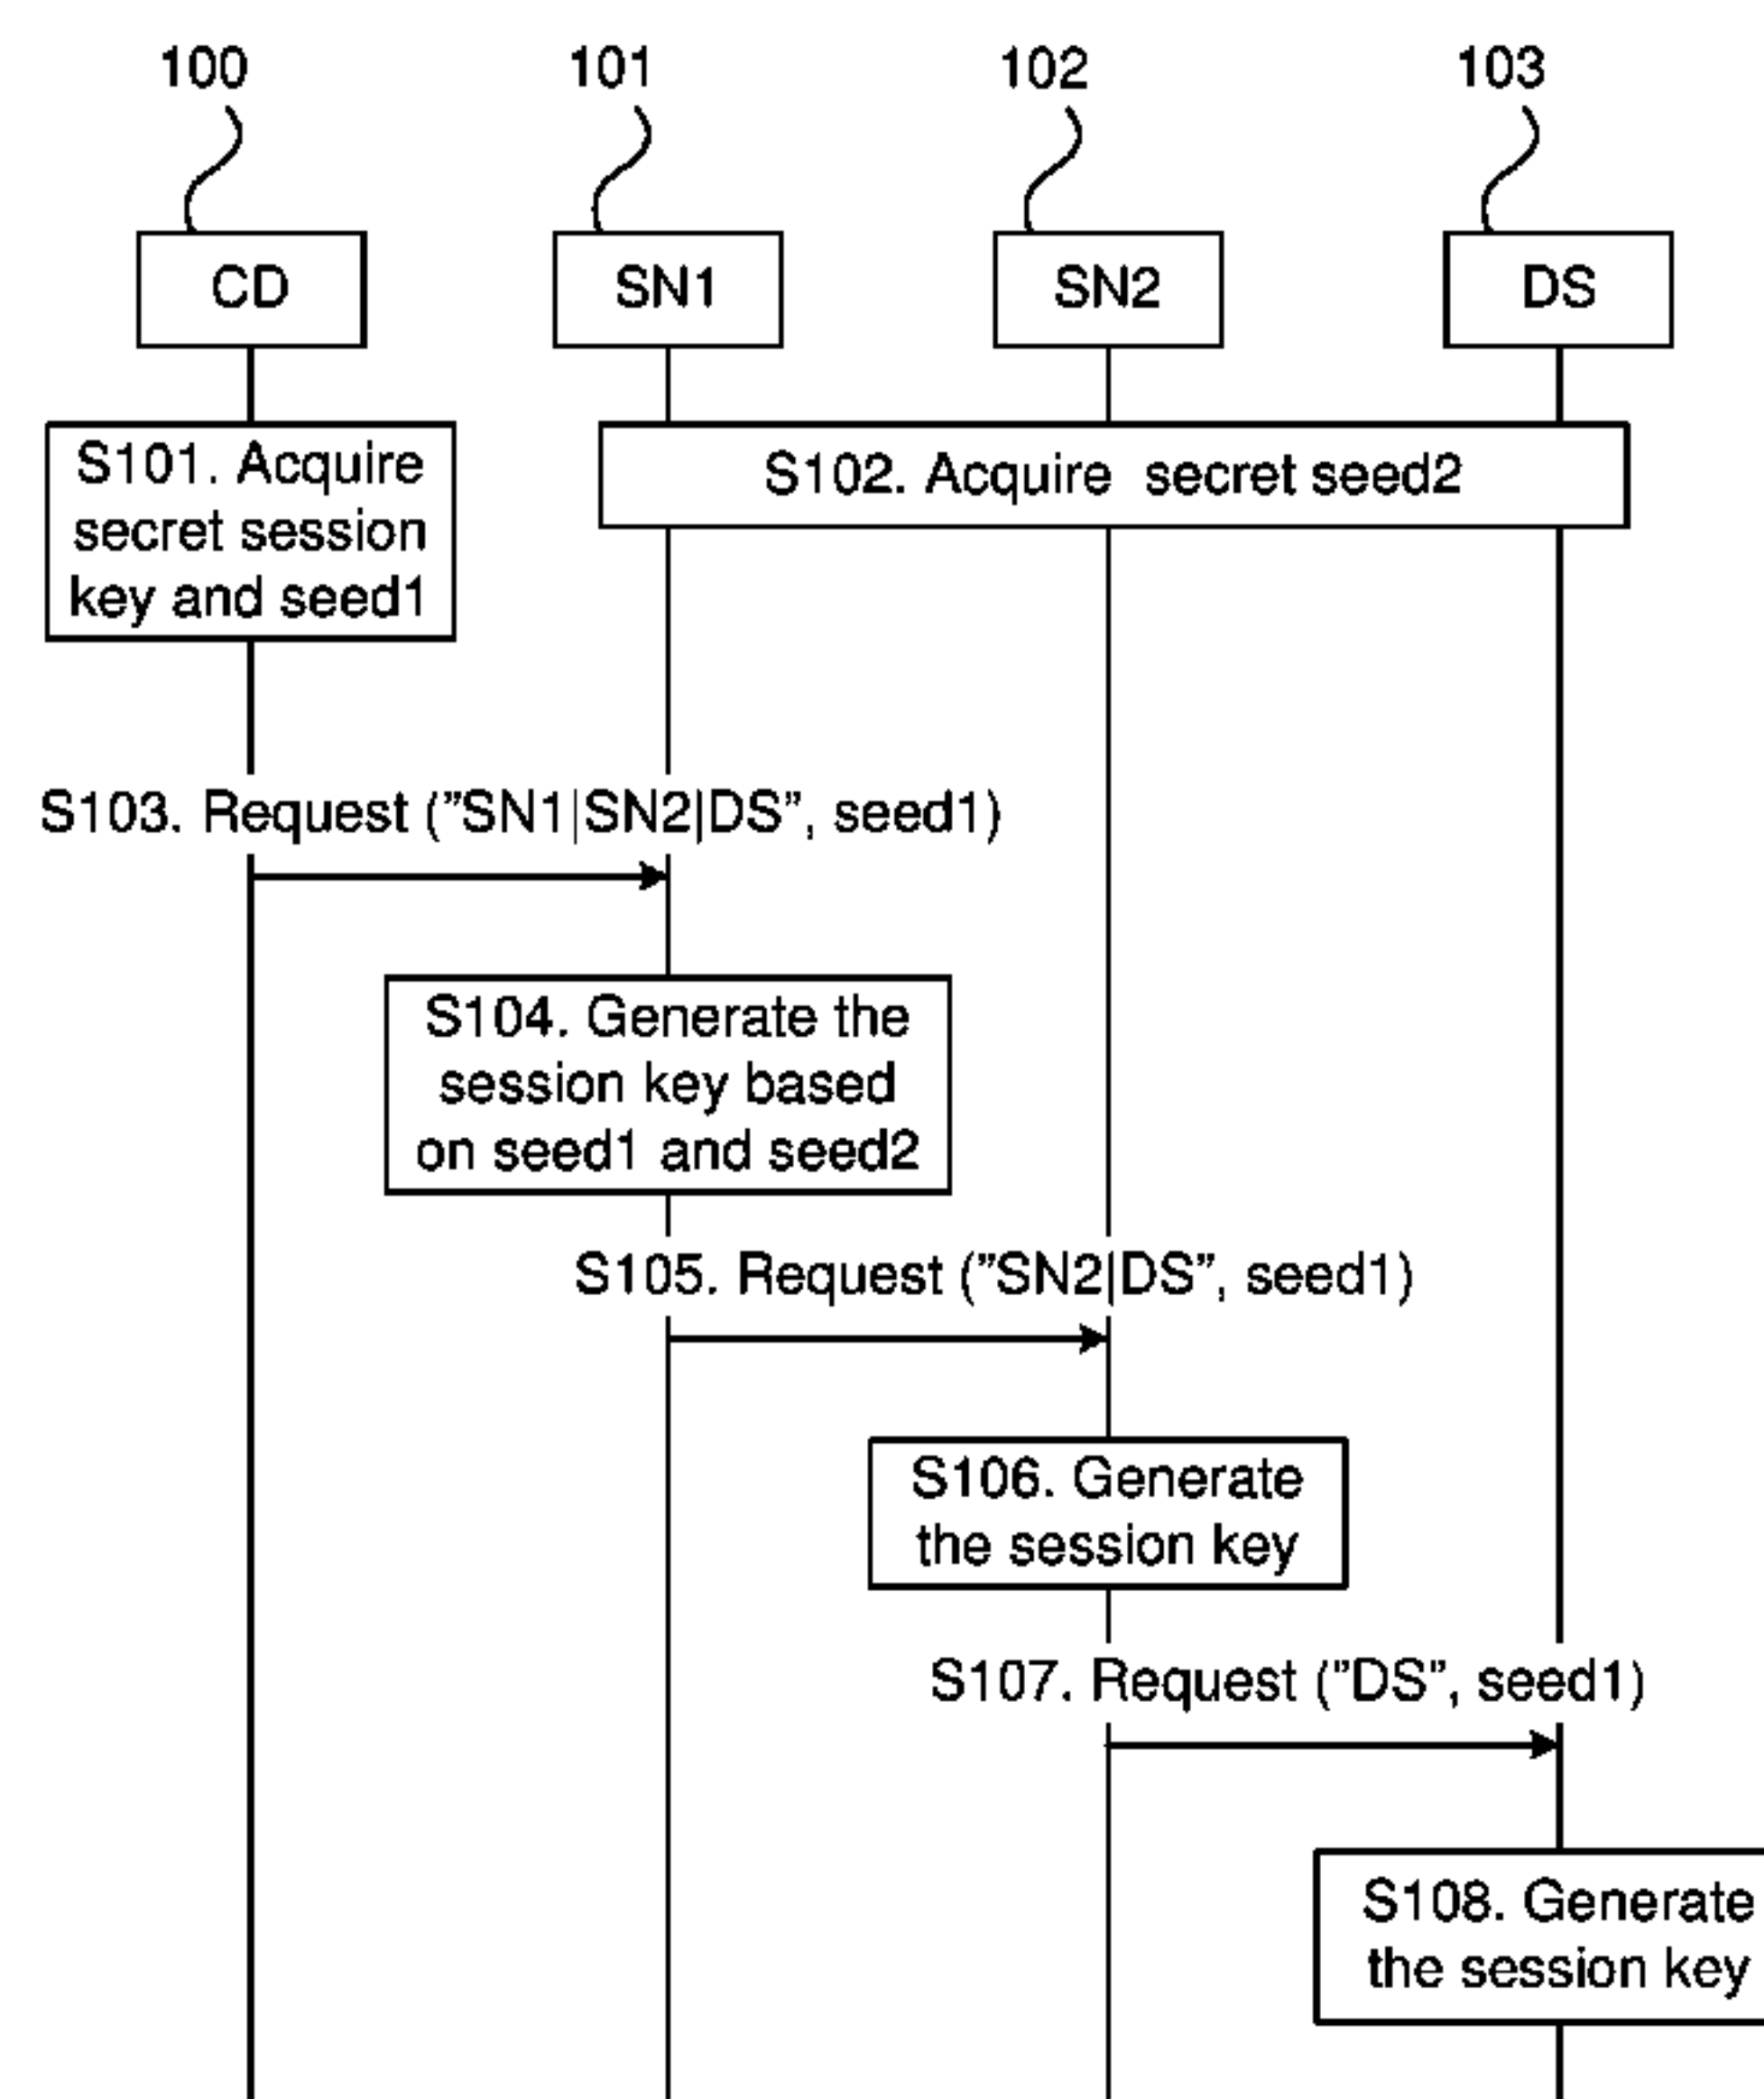 100
101
102
103
CD
SN1
SN2
DS
S101. Acquire
secret session
key and seed1
S102. Acquire secret seed2
S103. Request (”SN1|SN2|DS”, seed1)
S104. Generate the
session key based
on seed1 and seed2
S105. Request (”SN2|DS”, seed1)
S106. Generate
the session key
S107. Request (”DS”, seed1)
S108. Generate
the session key